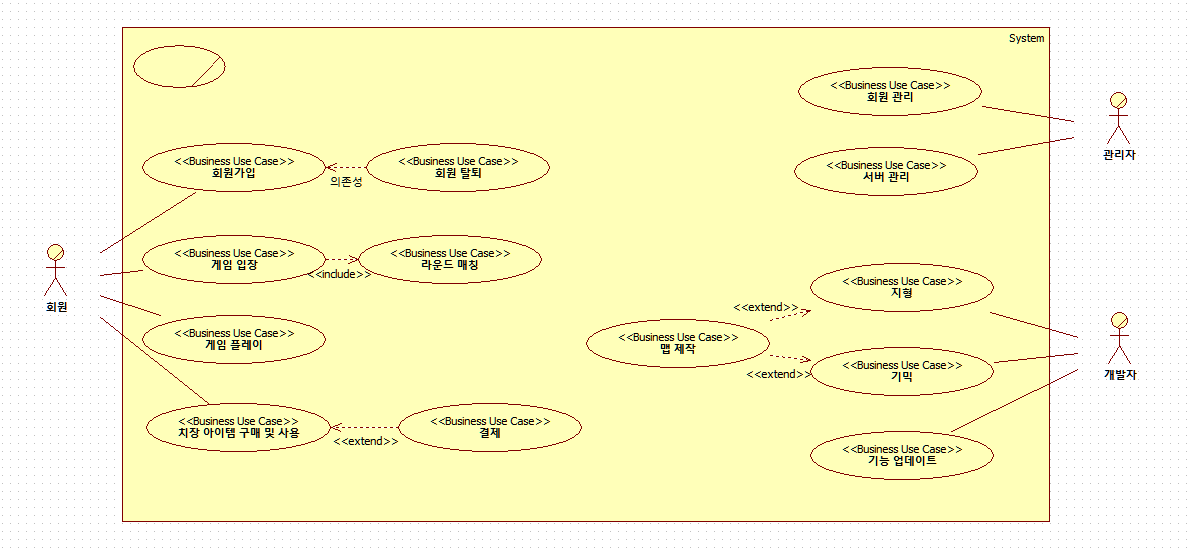 System
<<Business Use Case>>
회원 관리
관리자
<<Business Use Case>>
서버 관리
<<Business Use Case>>
회원가입
의존성
<<Business Use Case>>
회원 탈퇴
<<Business Use Case>>
게임 입장
<<include>>
<<Business Use Case>>
라운드 매칭
회원
<<Business Use Case>>
게임 플레이
<<Business Use Case>>
치장 아이템 구매 및 사용
<<extend>>
<<Business Use Case>>
결제
<<Business Use Case>>
지형
<<extend>>
<<Business Use Case>>
맵 제작
<<extend>>
<<Business Use Case>>
기믹
개발자
<<Business Use Case>>
기능 업데이트